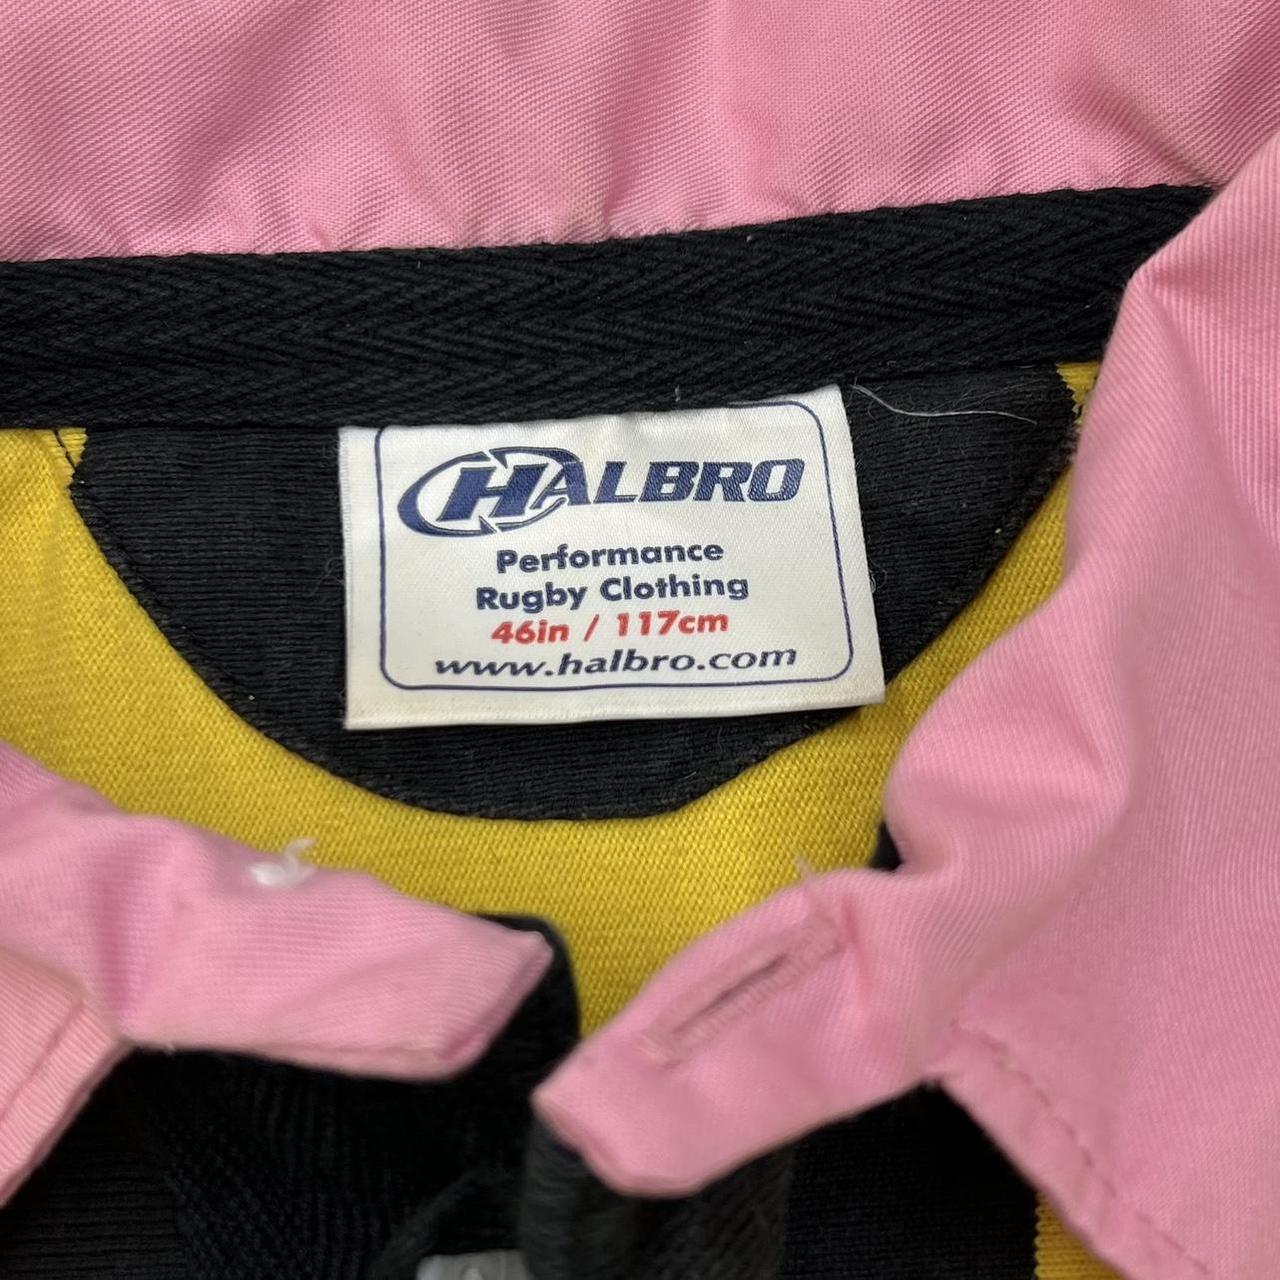 HALBRO
Performance
Rugby Clothing
46in / 117cm
www.halbro.com